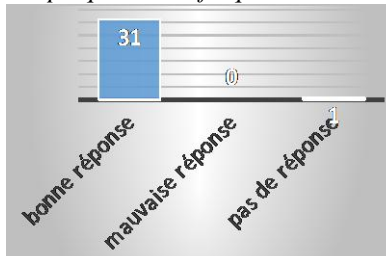 31
0
1
bonne réponse
mauvaise réponse
pas de réponse